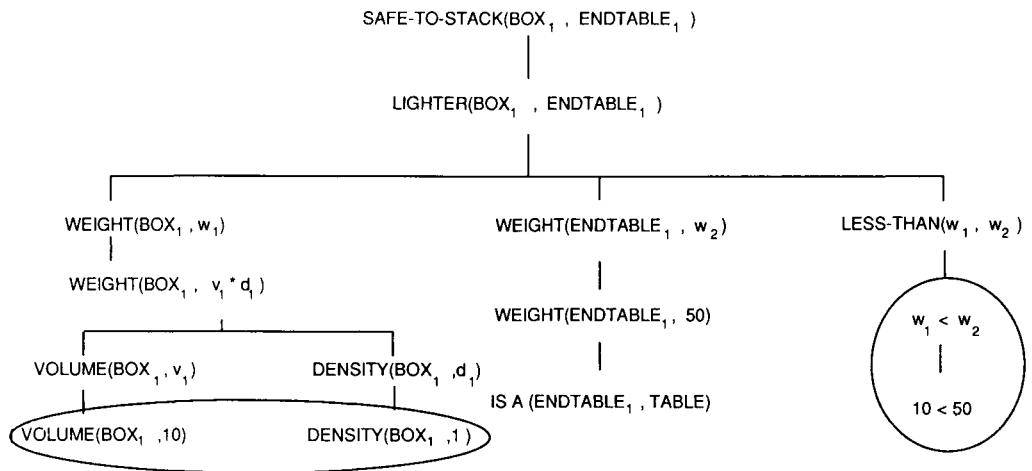 SAFE-TO-STACK(BOX₁ , ENDTABLE₁ )
LIGHTER(BOX₁ , ENDTABLE₁ )
WEIGHT(BOX₁ , w₁) WEIGHT(ENDTABLE₁ , w₂) LESS-THAN(w₁, w₂ )
WEIGHT(BOX₁ , v₁ * d₁)
WEIGHT(ENDTABLE₁, 50)
w₁ < w₂
VOLUME(BOX₁, v₁) DENSITY(BOX₁ ,d₁)
IS A (ENDTABLE₁ , TABLE)
10 < 50
VOLUME(BOX₁ ,10) DENSITY(BOX₁ ,1 )